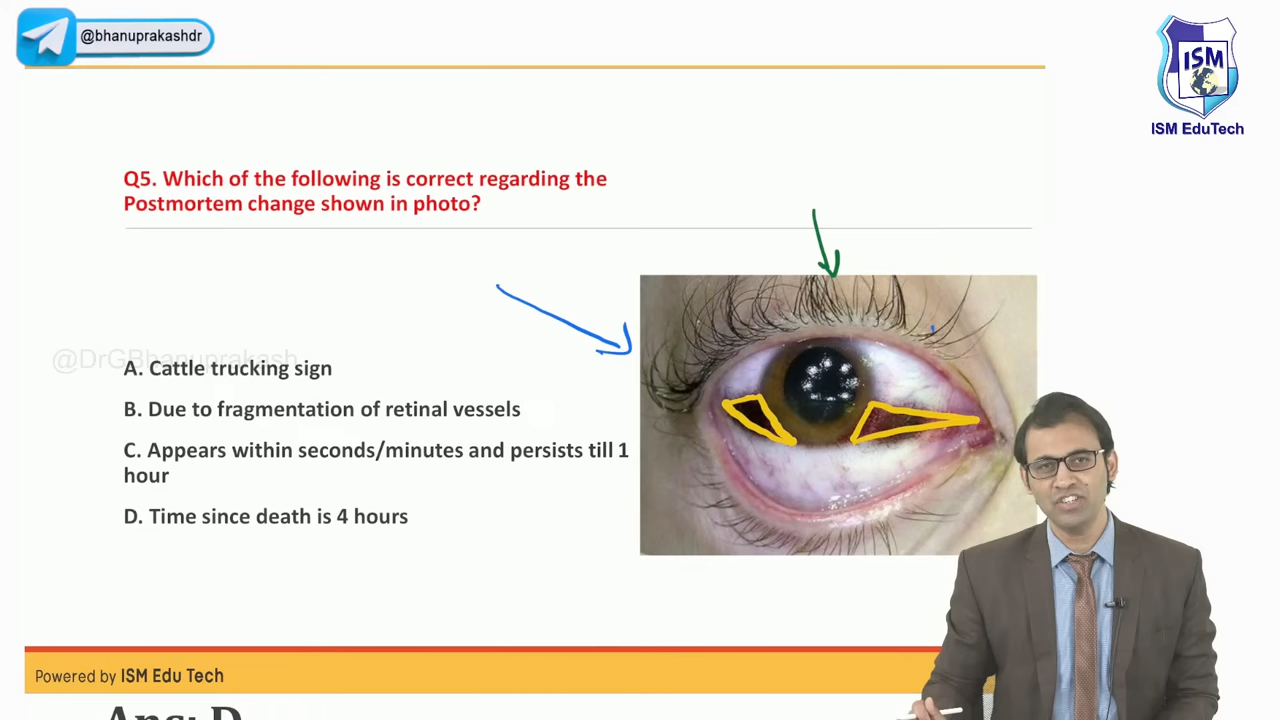 @bhanuprakashdr
ISM
ISM EduTech
Q5. Which of the following is correct regarding the
Postmortem change shown in photo?
@DrGBhanuprakash
A. Cattle trucking sign
B. Due to fragmentation of retinal vessels
C. Appears within seconds/minutes and persists till 1
hour
D. Time since death is 4 hours
Powered by ISM Edu Tech
Ans: D